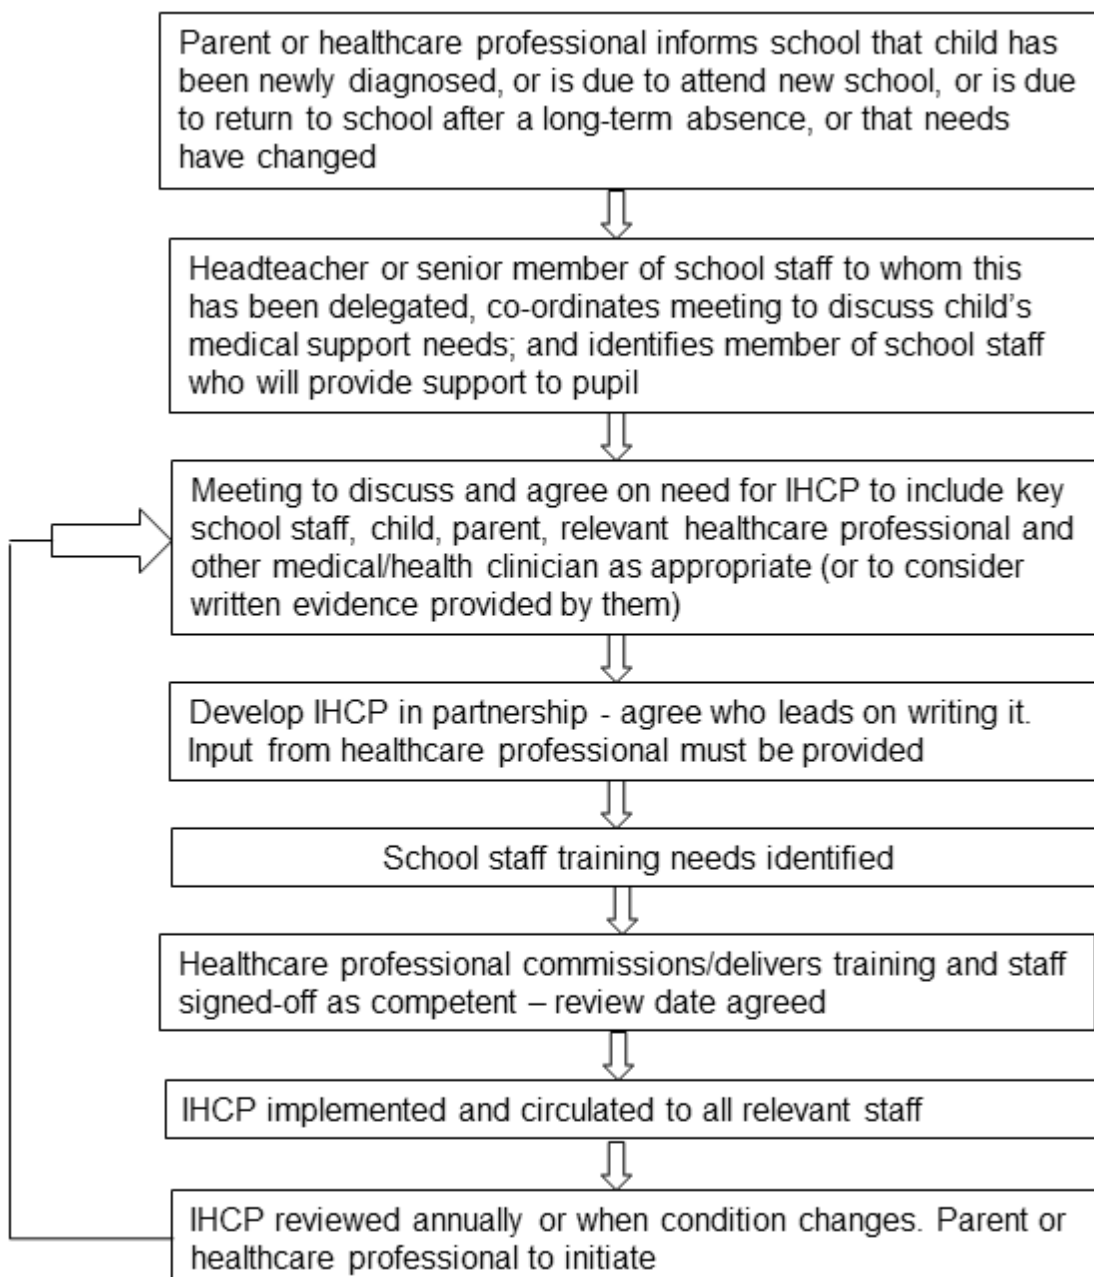 Parent or healthcare professional informs school that child has
been newly diagnosed, or is due to attend new school, or is due
to return to school after a long-term absence, or that needs
have changed
Headteacher or senior member of school staff to whom this
has been delegated, co-ordinates meeting to discuss child's
medical support needs; and identifies member of school staff
who will provide support to pupil
Meeting to discuss and agree on need for IHCP to include key
school staff, child, parent, relevant healthcare professional and
other medical/health clinician as appropriate (or to consider
written evidence provided by them)
Develop IHCP in partnership - agree who leads on writing it.
Input from healthcare professional must be provided
School staff training needs identified
Healthcare professional commissions/delivers training and staff
signed-off as competent – review date agreed
IHCP implemented and circulated to all relevant staff
IHCP reviewed annually or when condition changes. Parent or
healthcare professional to initiate